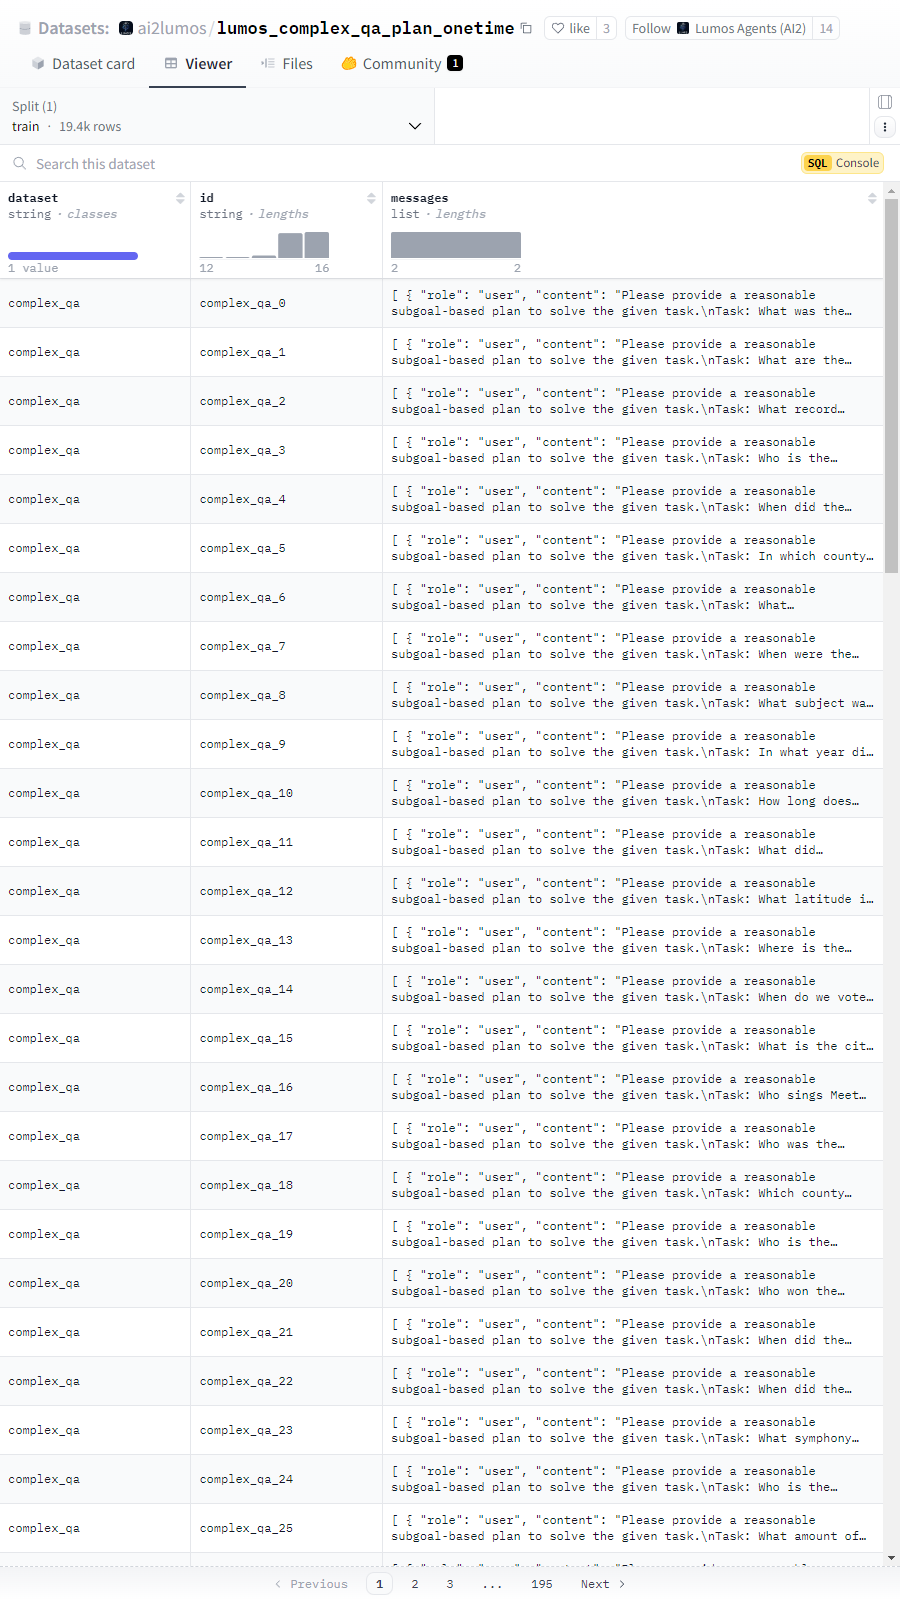 Datasets: ai2lumos/lumos_complex_qa_plan_onetime like 3 Follow Lumos Agents (AI2) 14
Dataset card Viewer Files Community 1
Split (1)
train · 19.4k rows
Search this dataset
SQL Console
dataset id messages
string · classes string · lengths list · lengths
1 value 12 16 2 2
complex_qa complex_qa_0 [ { "role": "user", "content": "Please provide a reasonable
subgoal-based plan to solve the given task.\nTask: What was the…
complex_qa complex_qa_1 [ { "role": "user", "content": "Please provide a reasonable
subgoal-based plan to solve the given task.\nTask: What are the…
complex_qa complex_qa_2 [ { "role": "user", "content": "Please provide a reasonable
subgoal-based plan to solve the given task.\nTask: What record…
complex_qa complex_qa_3 [ { "role": "user", "content": "Please provide a reasonable
subgoal-based plan to solve the given task.\nTask: Who is the…
complex_qa complex_qa_4 [ { "role": "user", "content": "Please provide a reasonable
subgoal-based plan to solve the given task.\nTask: When did the…
complex_qa complex_qa_5 [ { "role": "user", "content": "Please provide a reasonable
subgoal-based plan to solve the given task.\nTask: In which county…
complex_qa complex_qa_6 [ { "role": "user", "content": "Please provide a reasonable
subgoal-based plan to solve the given task.\nTask: What…
complex_qa complex_qa_7 [ { "role": "user", "content": "Please provide a reasonable
subgoal-based plan to solve the given task.\nTask: When were the…
complex_qa complex_qa_8 [ { "role": "user", "content": "Please provide a reasonable
subgoal-based plan to solve the given task.\nTask: What subject wa…
complex_qa complex_qa_9 [ { "role": "user", "content": "Please provide a reasonable
subgoal-based plan to solve the given task.\nTask: In what year di…
complex_qa complex_qa_10 [ { "role": "user", "content": "Please provide a reasonable
subgoal-based plan to solve the given task.\nTask: How long does…
complex_qa complex_qa_11 [ { "role": "user", "content": "Please provide a reasonable
subgoal-based plan to solve the given task.\nTask: What did…
complex_qa complex_qa_12 [ { "role": "user", "content": "Please provide a reasonable
subgoal-based plan to solve the given task.\nTask: What latitude i…
complex_qa complex_qa_13 [ { "role": "user", "content": "Please provide a reasonable
subgoal-based plan to solve the given task.\nTask: Where is the…
complex_qa complex_qa_14 [ { "role": "user", "content": "Please provide a reasonable
subgoal-based plan to solve the given task.\nTask: When do we vote…
complex_qa complex_qa_15 [ { "role": "user", "content": "Please provide a reasonable
subgoal-based plan to solve the given task.\nTask: What is the cit…
complex_qa complex_qa_16 [ { "role": "user", "content": "Please provide a reasonable
subgoal-based plan to solve the given task.\nTask: Who sings Meet…
complex_qa complex_qa_17 [ { "role": "user", "content": "Please provide a reasonable
subgoal-based plan to solve the given task.\nTask: Who was the…
complex_qa complex_qa_18 [ { "role": "user", "content": "Please provide a reasonable
subgoal-based plan to solve the given task.\nTask: Which county…
complex_qa complex_qa_19 [ { "role": "user", "content": "Please provide a reasonable
subgoal-based plan to solve the given task.\nTask: Who is the…
complex_qa complex_qa_20 [ { "role": "user", "content": "Please provide a reasonable
subgoal-based plan to solve the given task.\nTask: Who won the…
complex_qa complex_qa_21 [ { "role": "user", "content": "Please provide a reasonable
subgoal-based plan to solve the given task.\nTask: When did the…
complex_qa complex_qa_22 [ { "role": "user", "content": "Please provide a reasonable
subgoal-based plan to solve the given task.\nTask: When did the…
complex_qa complex_qa_23 [ { "role": "user", "content": "Please provide a reasonable
subgoal-based plan to solve the given task.\nTask: What symphony…
complex_qa complex_qa_24 [ { "role": "user", "content": "Please provide a reasonable
subgoal-based plan to solve the given task.\nTask: Who is the…
complex_qa complex_qa_25 [ { "role": "user", "content": "Please provide a reasonable
subgoal-based plan to solve the given task.\nTask: What amount of…
Previous 1 2 3 ... 195 Next